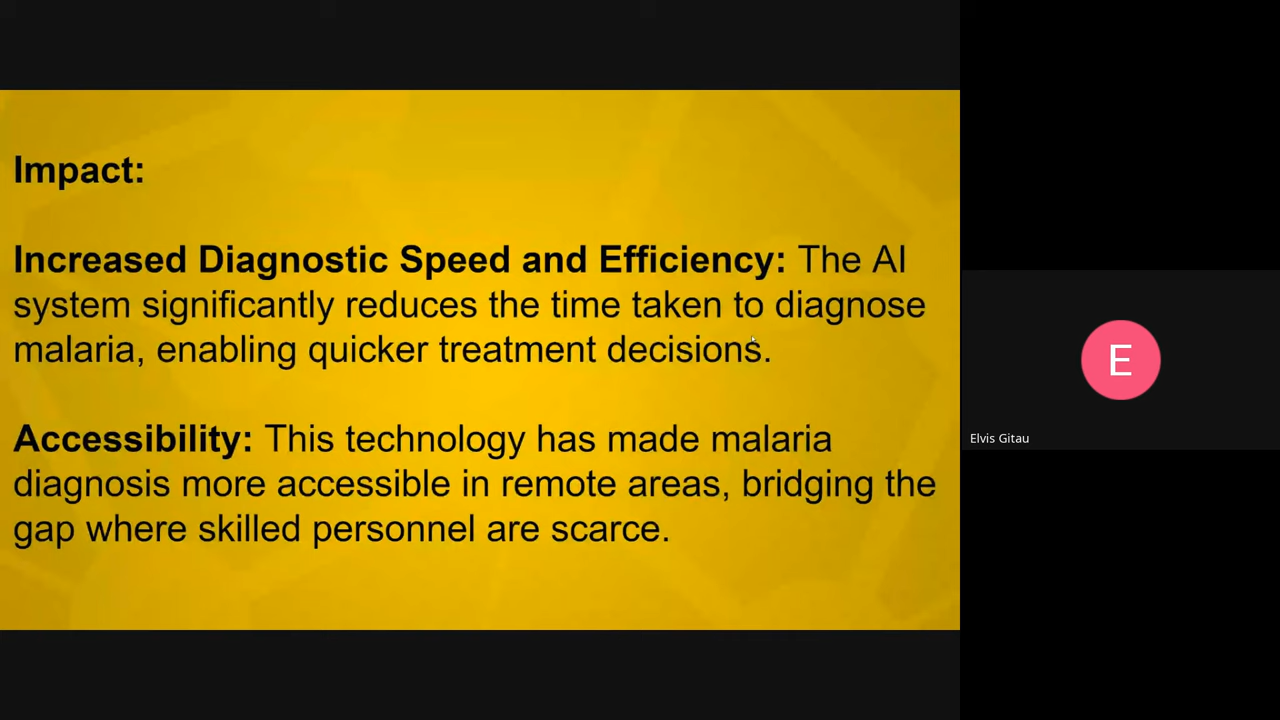 Impact:
Increased Diagnostic Speed and Efficiency: The AI
system significantly reduces the time taken to diagnose
malaria, enabling quicker treatment decisions.
Accessibility: This technology has made malaria
diagnosis more accessible in remote areas, bridging the
gap where skilled personnel are scarce.
E
Elvis Gitau